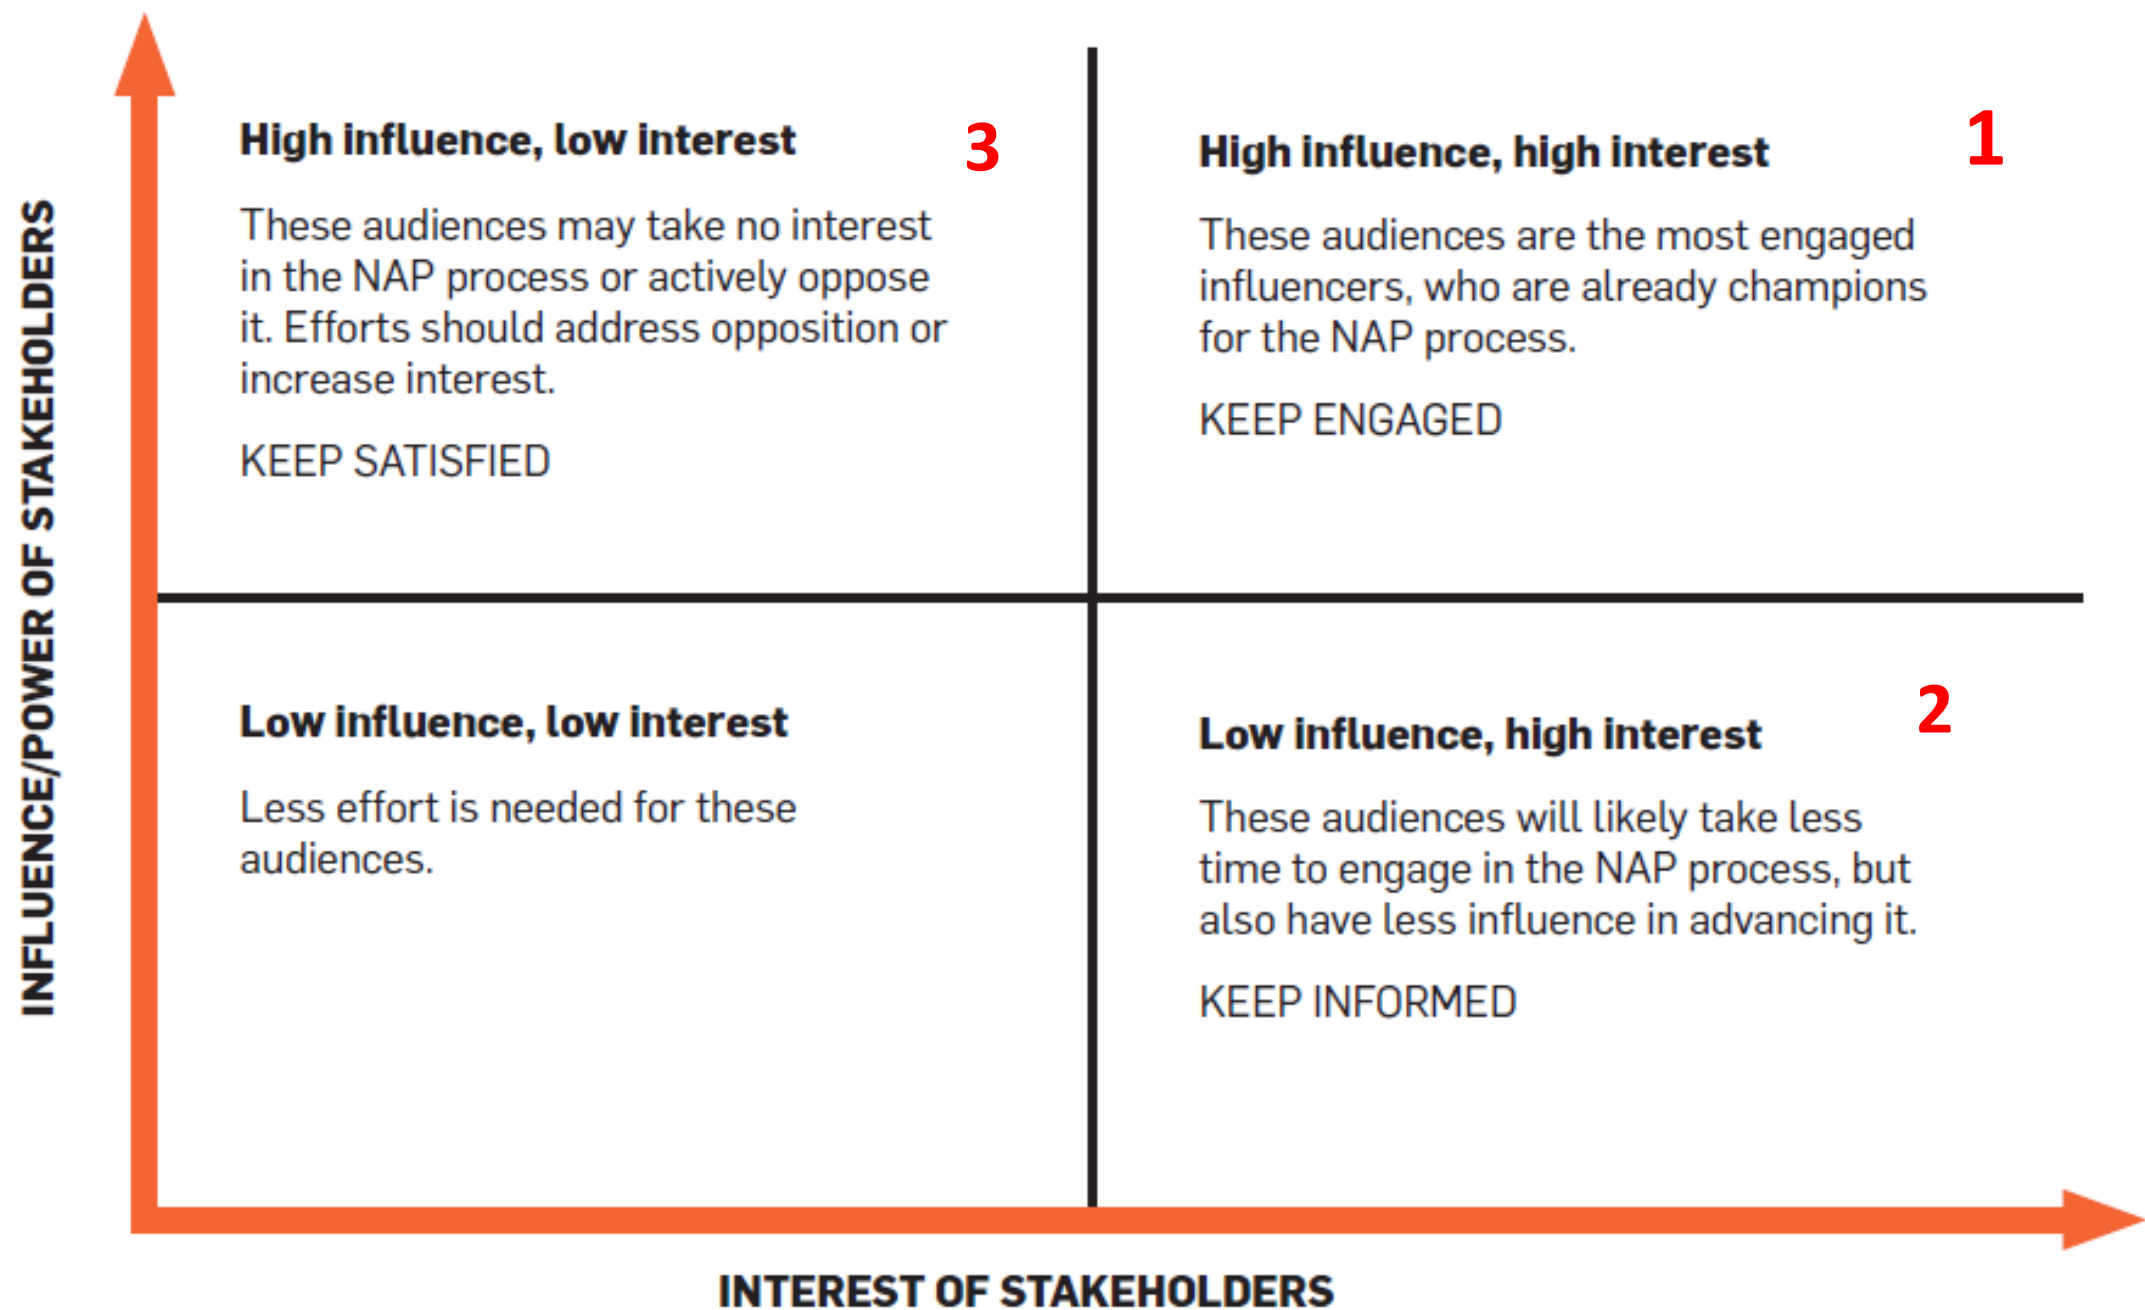 INFLUENCE/POWER OF STAKEHOLDERS
High influence, low interest
3
These audiences may take no interest
in the NAP process or actively oppose
it. Efforts should address opposition or
increase interest.
KEEP SATISFIED
High influence, high interest
1
These audiences are the most engaged
influencers, who are already champions
for the NAP process.
KEEP ENGAGED
Low influence, low interest
Less effort is needed for these
audiences.
Low influence, high interest
2
These audiences will likely take less
time to engage in the NAP process, but
also have less influence in advancing it.
KEEP INFORMED
INTEREST OF STAKEHOLDERS